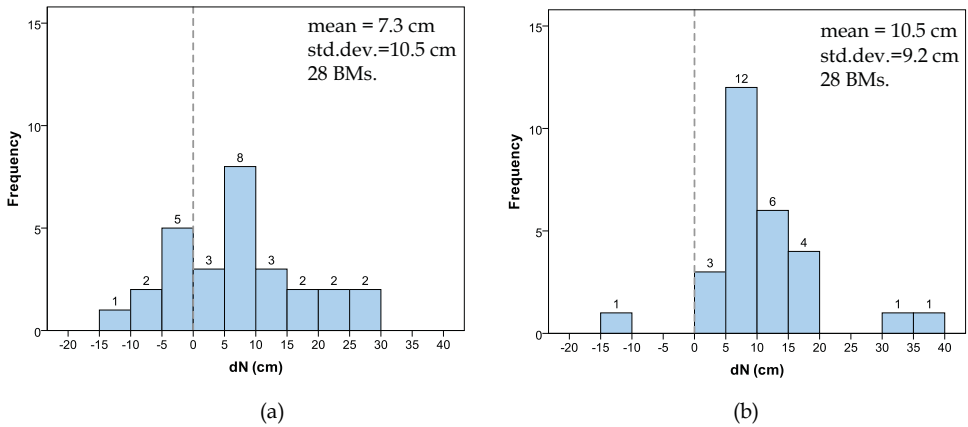 mean = 7.3 cm
std.dev.=10.5 cm
28 BMs.
15
10
5
0
Frequency
1
2
5
3
8
3
2
2
2
-20 -15 -10 -5 0 5 10 15 20 25 30 35 40
dN (cm)
(a)
mean = 10.5 cm
std.dev.=9.2 cm
28 BMs.
15
10
5
0
Frequency
1
3
12
6
4
1
1
-20 -15 -10 -5 0 5 10 15 20 25 30 35 40
dN (cm)
(b)